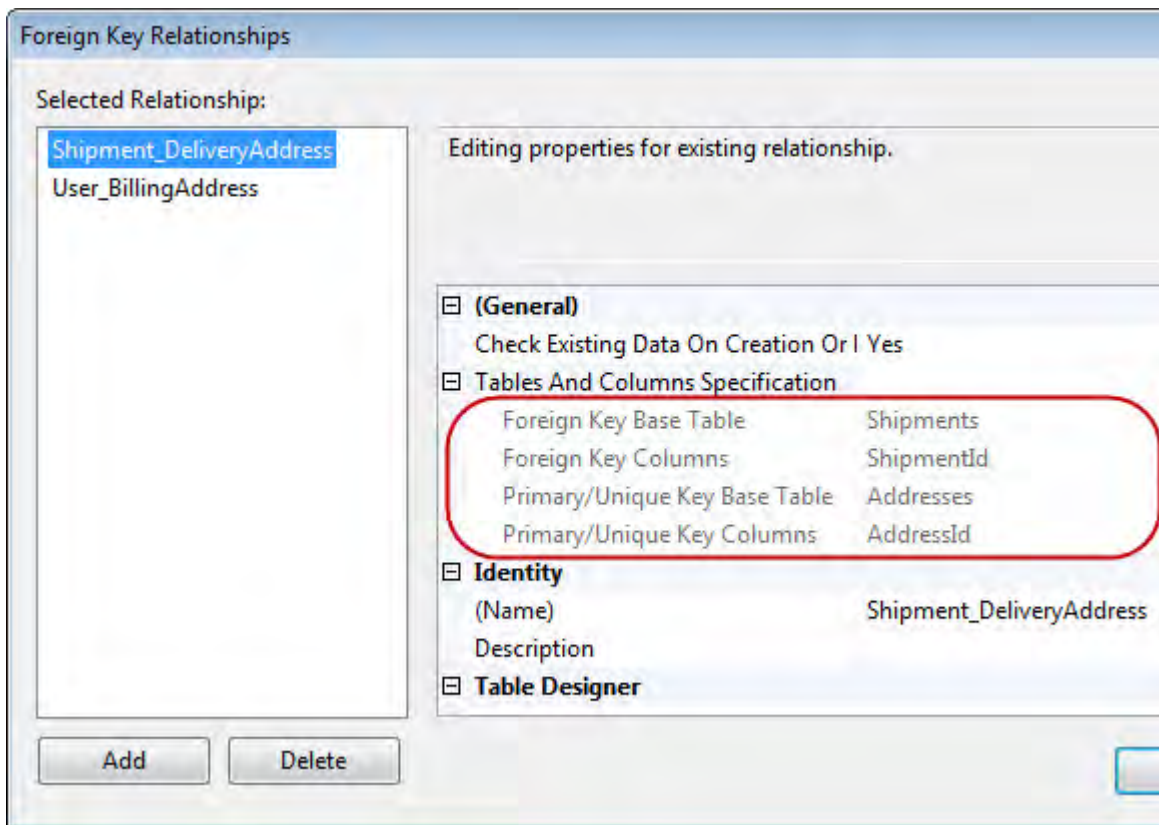 Foreign Key Relationships
Selected Relationship:
Shipment_DeliveryAddress
User_BillingAddress
Editing properties for existing relationship.
(General)
Check Existing Data On Creation Or I Yes
Tables And Columns Specification
Foreign Key Base Table Shipments
Foreign Key Columns ShipmentId
Primary/Unique Key Base Table Addresses
Primary/Unique Key Columns AddressId
Identity
(Name) Shipment_DeliveryAddress
Description
Table Designer
Add Delete